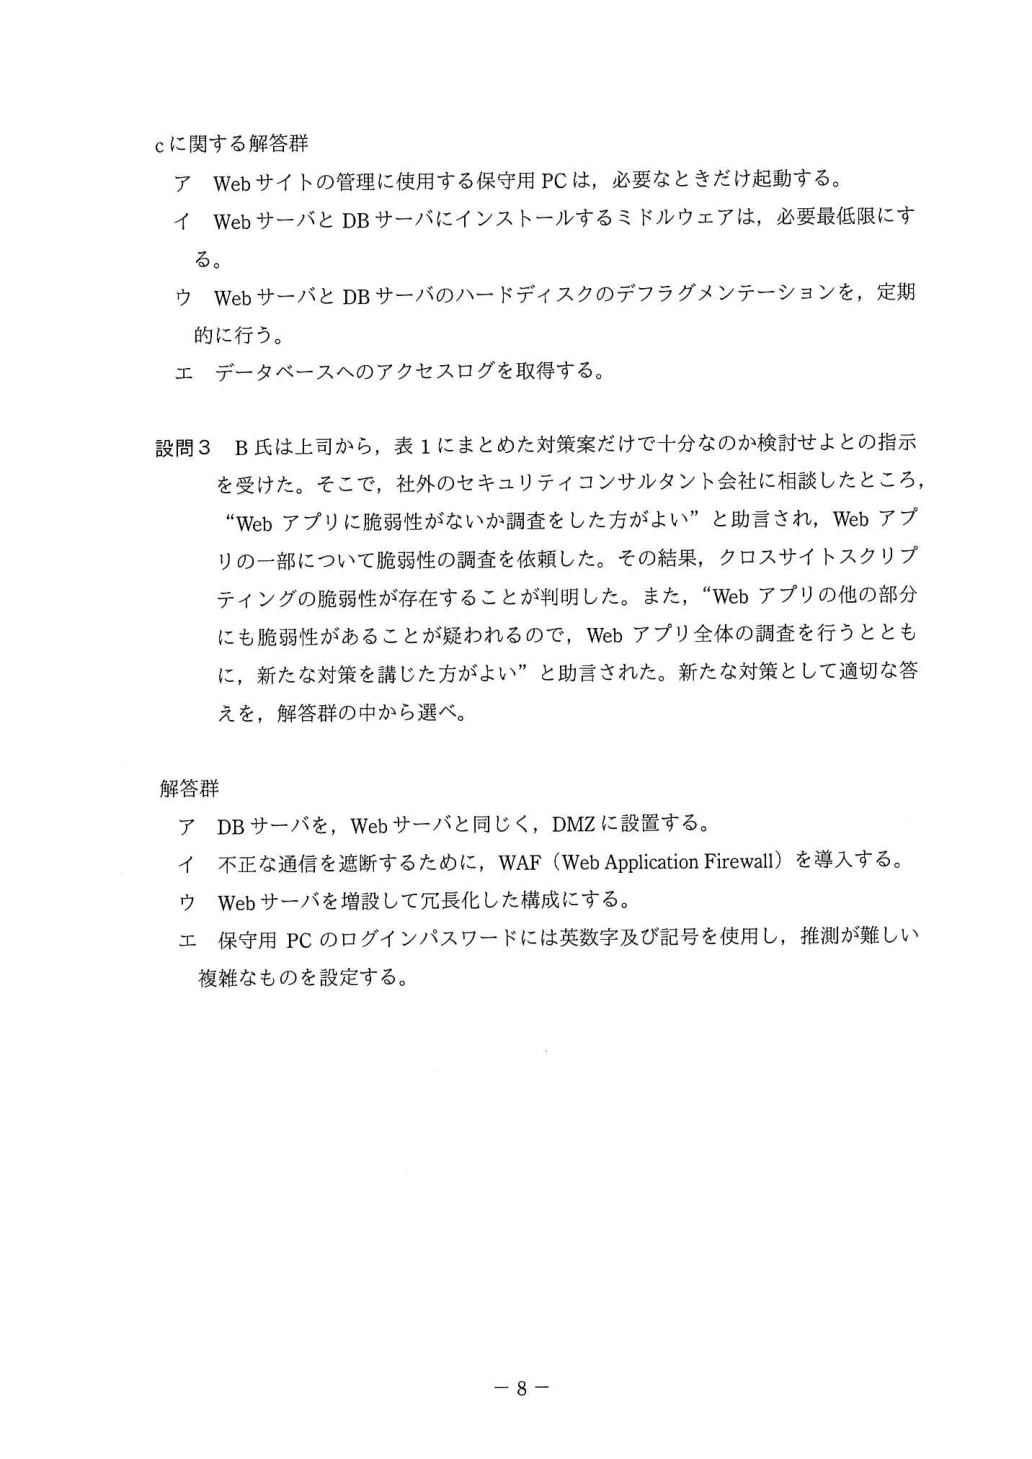 cに関する解答群
ア　Webサイトの管理に使用する保守用PCは，必要なときだけ起動する。
イ　WebサーバとDBサーバにインストールするミドルウェアは，必要最低限にす
る。
ウ　WebサーバとDBサーバのハードディスクのデフラグメンテーションを，定期
的に行う。
エ　データベースへのアクセスログを取得する。
設問3　B氏は上司から，表1にまとめた対策案だけで十分なのか検討せよとの指示
を受けた。そこで，社外のセキュリティコンサルタント会社に相談したところ，
“Webアプリに脆弱性がないか調査をした方がよい”と助言され，Webアプ
リの一部について脆弱性の調査を依頼した。その結果，クロスサイトスクリプ
ティングの脆弱性が存在することが判明した。また，“Webアプリの他の部分
にも脆弱性があることが疑われるので，Webアプリ全体の調査を行うととも
に，新たな対策を講じた方がよい”と助言された。新たな対策として適切な答
えを，解答群の中から選べ。
解答群
ア　DBサーバを，Webサーバと同じく，DMZに設置する。
イ　不正な通信を遮断するために，WAF（Web Application Firewall）を導入する。
ウ　Webサーバを増設して冗長化した構成にする。
エ　保守用PCのログインパスワードには英数字及び記号を使用し，推測が難しい
複雑なものを設定する。
－8－